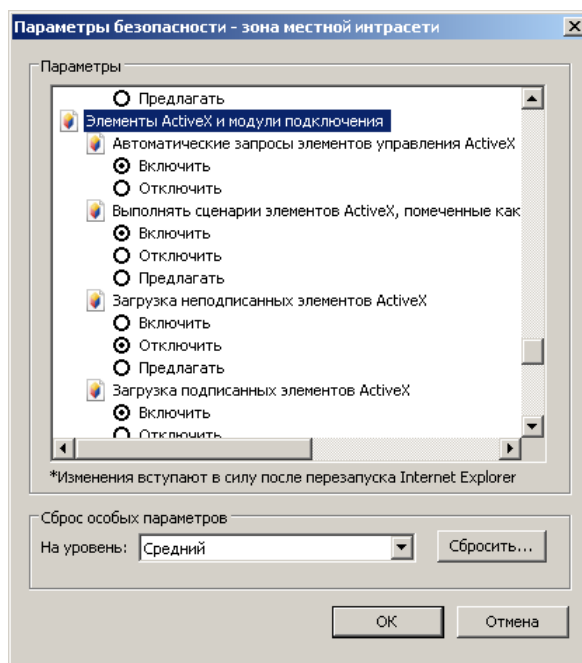 Параметры безопасности - зона местной интрасети
Параметры
Предлагать
Элементы ActiveX и модули подключения
Автоматические запросы элементов управления ActiveX
Включить
Отключить
Выполнять сценарии элементов ActiveX, помеченные как
Включить
Отключить
Предлагать
Загрузка неподписанных элементов ActiveX
Включить
Отключить
Предлагать
Загрузка подписанных элементов ActiveX
Включить
Отключить
*Изменения вступают в силу после перезапуска Internet Explorer
Сброс особых параметров
На уровень: Средний Сбросить...
ОК Отмена